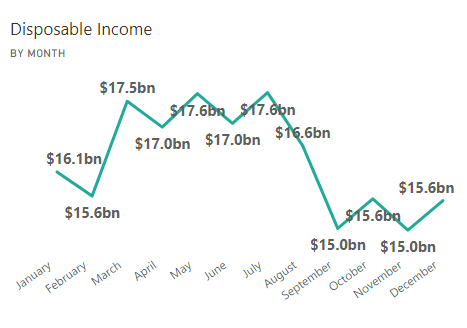 Disposable Income
BY MONTH
$16.1bn
$15.6bn
$17.5bn
$17.0bn
$17.6bn
$17.0bn
$17.6bn
$16.6bn
$15.0bn
$15.6bn
$15.0bn
$15.6bn
January
February
March
April
May
June
July
August
September
October
November
December